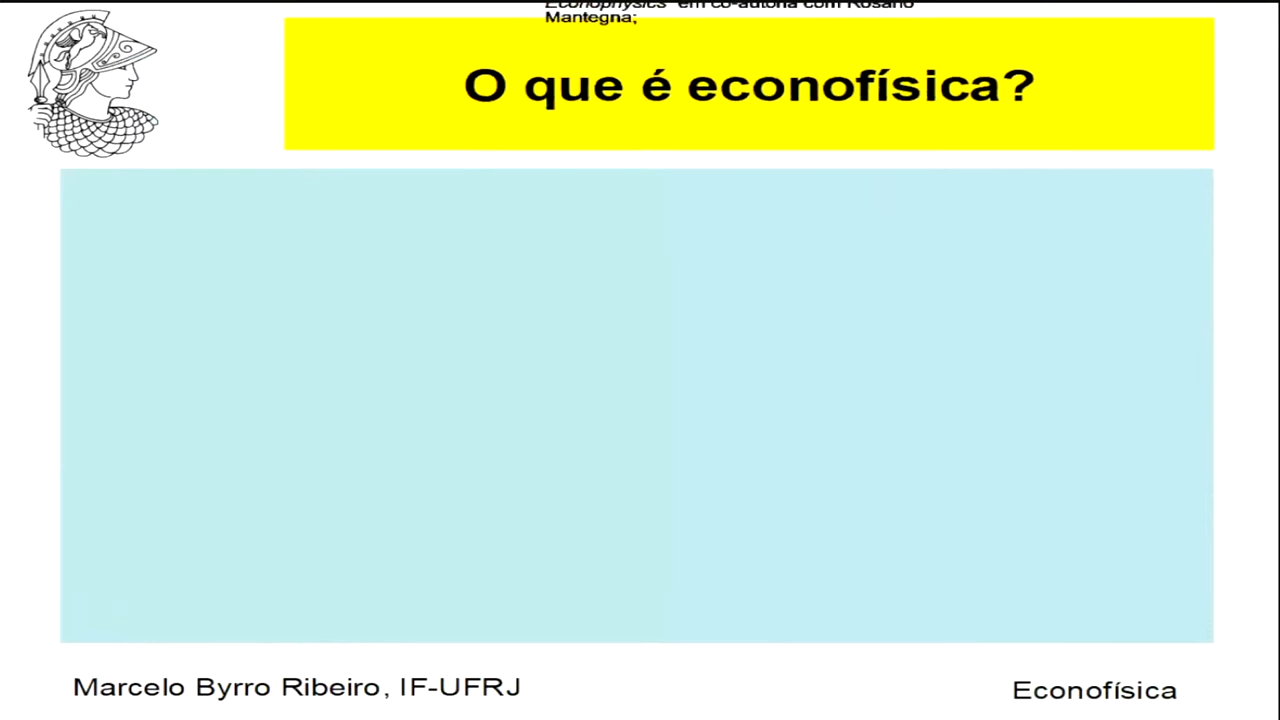 Econophysics" em co-autoria com Rosario
Mantegna;
O que é econofísica?
Marcelo Byrro Ribeiro, IF-UFRJ
Econofísica